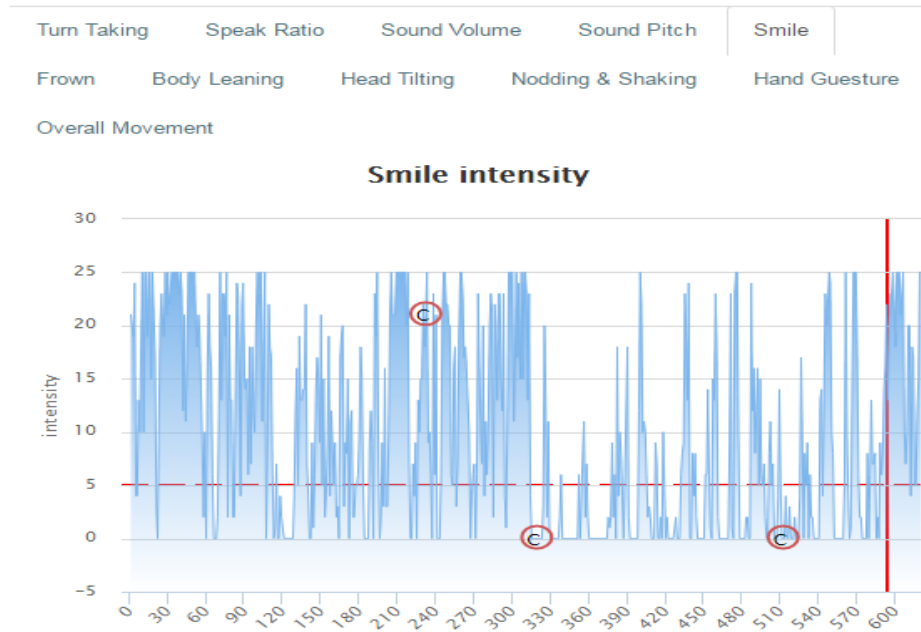 Turn Taking Speak Ratio Sound Volume Sound Pitch Smile
Frown Body Leaning Head Tilting Nodding & Shaking Hand Guesture
Overall Movement
Smile intensity
30
25
20
15
10
5
0
−5
intensity
C
C
C
0 30 60 90 120 150 180 210 240 270 300 330 360 390 420 450 480 510 540 570 600